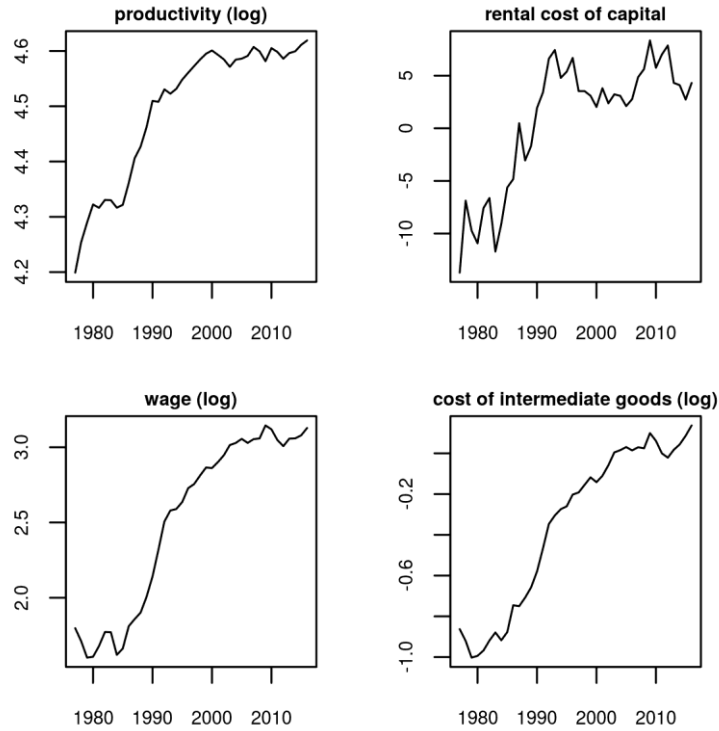 productivity (log)
4.6
4.5
4.4
4.3
4.2
1980 1990 2000 2010
rental cost of capital
5
0
-5
-10
1980 1990 2000 2010
wage (log)
3.0
2.5
2.0
1980 1990 2000 2010
cost of intermediate goods (log)
-0.2
-0.6
-1.0
1980 1990 2000 2010